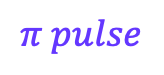 π pulse